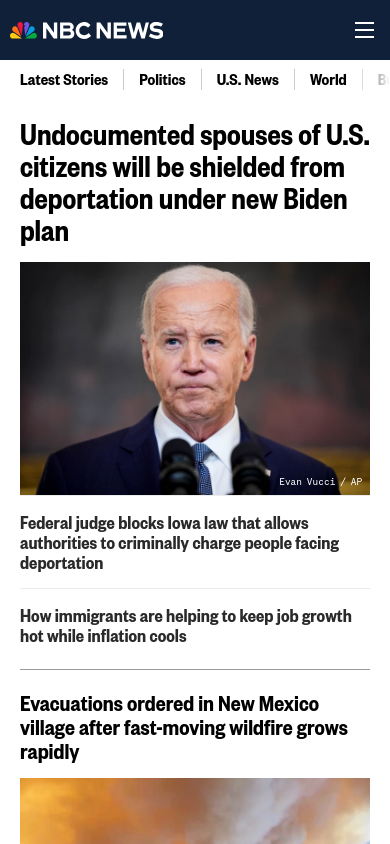 NBC NEWS
Latest Stories
Politics
U.S. News
World
Undocumented spouses of U.S.
citizens will be shielded from
deportation under new Biden
plan
Evan Vucci / AP
Federal judge blocks Iowa law that allows
authorities to criminally charge people facing
deportation
How immigrants are helping to keep job growth
hot while inflation cools
Evacuations ordered in New Mexico
village after fast-moving wildfire grows
rapidly